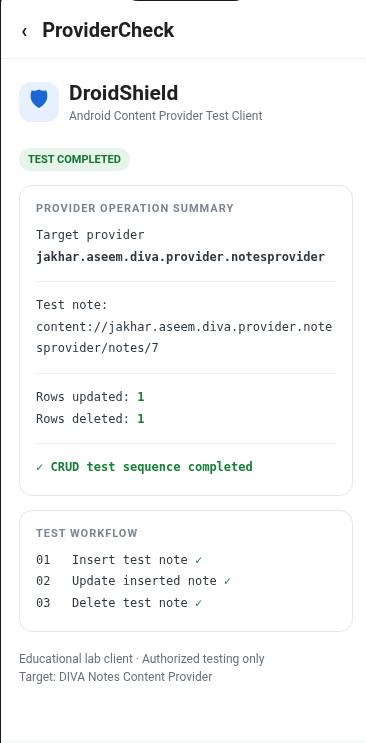 ‹ ProviderCheck
DroidShield
Android Content Provider Test Client
TEST COMPLETED
PROVIDER OPERATION SUMMARY
Target provider
jakhar.aseem.diva.provider.notesprovider
Test note:
content://jakhar.aseem.diva.provider.note
sprovider/notes/7
Rows updated: 1
Rows deleted: 1
✓ CRUD test sequence completed
TEST WORKFLOW
01 Insert test note ✓
02 Update inserted note ✓
03 Delete test note ✓
Educational lab client · Authorized testing only
Target: DIVA Notes Content Provider